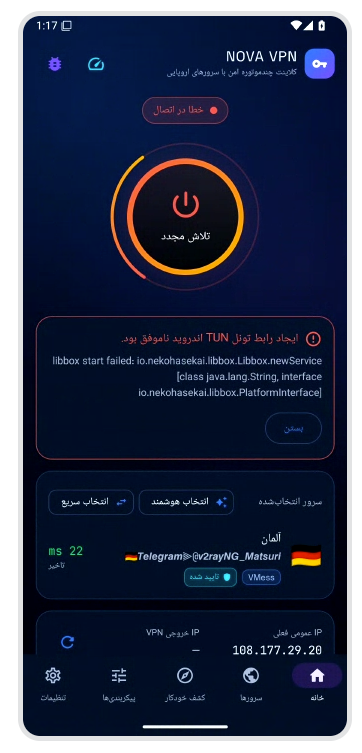 1:17
NOVA VPN
کلاینت چندموتوره امن با سرورهای اروپایی
خطا در اتصال
تلاش مجدد
ایجاد رابط تونل TUN اندروید ناموفق بود.
libbox start failed: io.nekohasekai.libbox.Libbox.newService
[class java.lang.String, interface
io.nekohasekai.libbox.PlatformInterface]
بستن
سرور انتخاب‌شده
انتخاب هوشمند
انتخاب سریع
آلمان
Telegram⫸@v2rayNG_Matsuri
22 ms
تاخیر
VMess
تایید شده
IP عمومی فعلی
108.177.29.20
IP خروجی VPN
—
خانه
سرورها
کشف خودکار
پیکربندی‌ها
تنظیمات